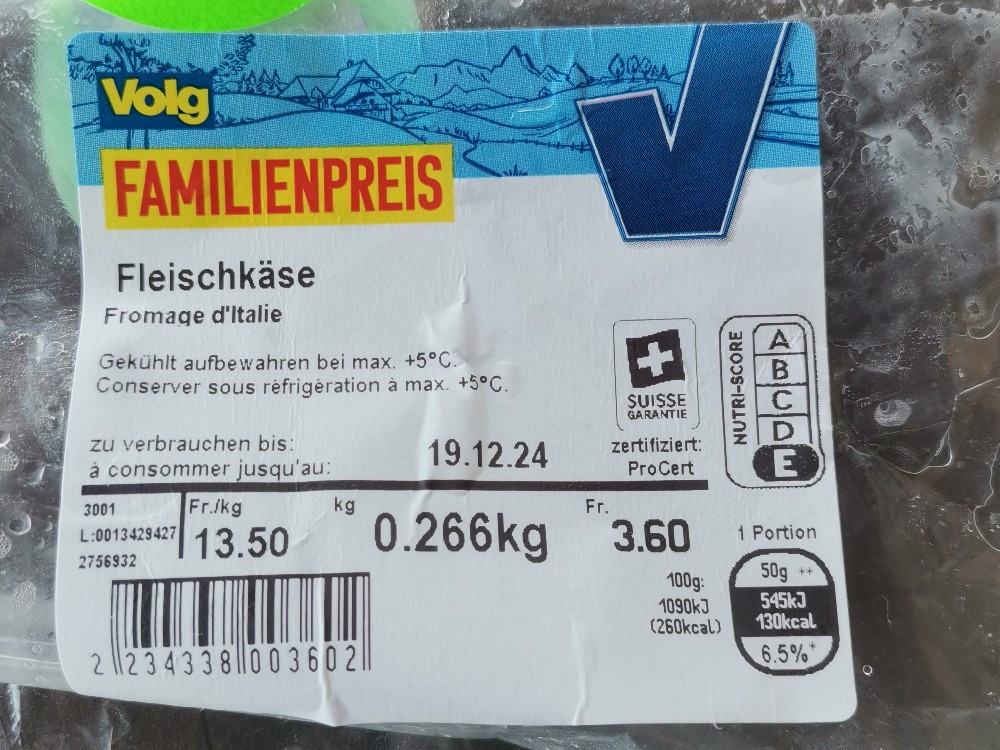 Volg
FAMILIENPREIS
Fleischkäse
Fromage d'Italie
Gekühlt aufbewahren bei max. +5°C.
Conserver sous réfrigération à max. +5°C.
SUISSE
GARANTIE
zertifiziert:
ProCert
NUTRI-SCORE
A
B
C
D
E
zu verbrauchen bis:
à consommer jusqu'au:
19.12.24
3001
L:0013429427
2756932
Fr./kg
13.50
kg
0.266kg
Fr.
3.60
1 Portion
50g **
545kJ
130kcal
6.5%*
100g:
1090kJ
(260kcal)
2 234338 003602